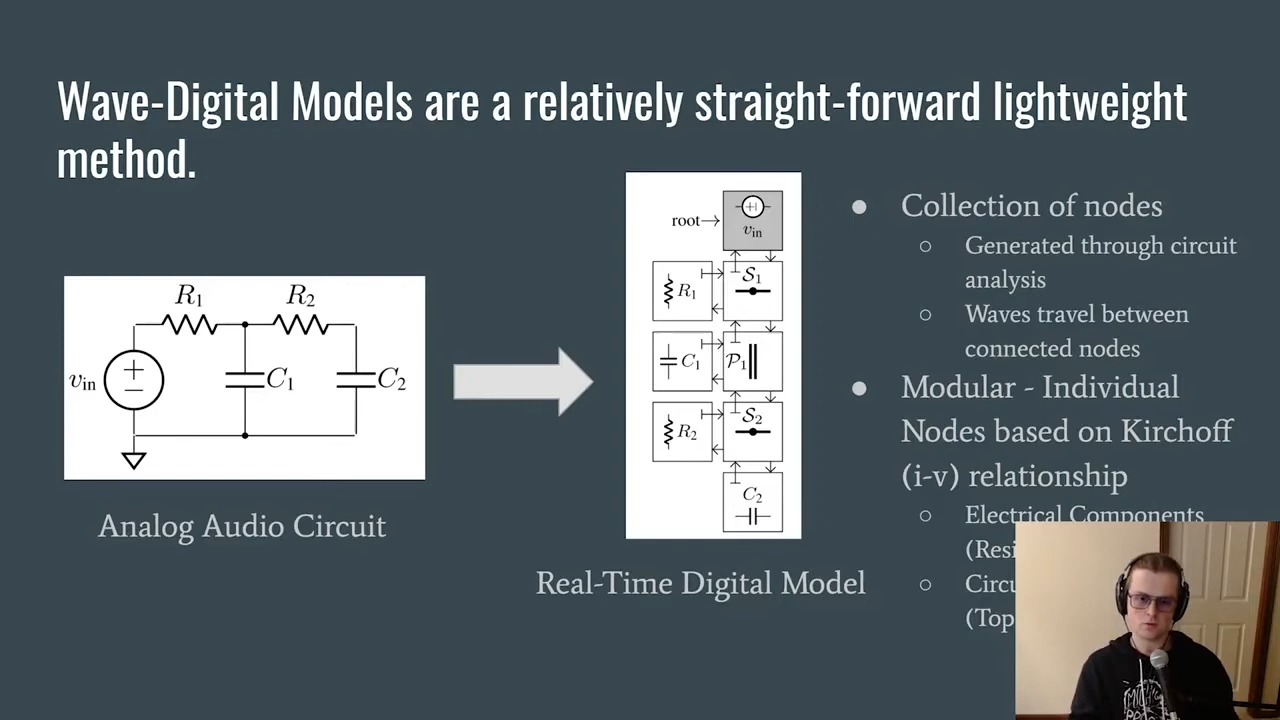 Wave-Digital Models are a relatively straight-forward lightweight
method.
R1
R2
vin
C1
C2
Analog Audio Circuit
root
vin
S1
R1
C1
P1
S2
R2
C2
Real-Time Digital Model
Collection of nodes
Generated through circuit
analysis
Waves travel between
connected nodes
Modular - Individual
Nodes based on Kirchoff
(i-v) relationship
Electrical Components